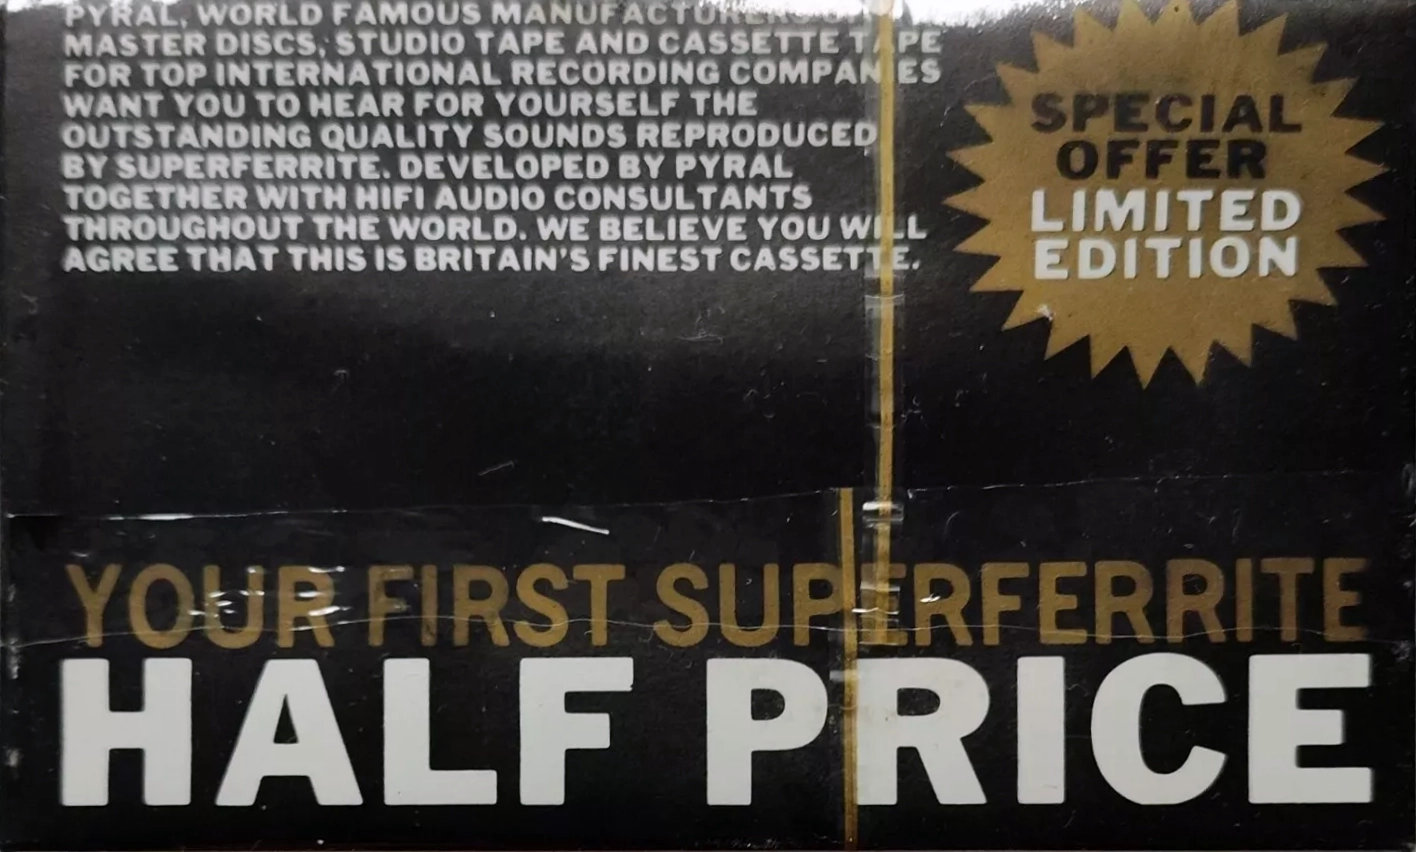 PYRAL, WORLD FAMOUS MANUFACTURERS OF
MASTER DISCS, STUDIO TAPE AND CASSETTE TAPE
FOR TOP INTERNATIONAL RECORDING COMPANIES
WANT YOU TO HEAR FOR YOURSELF THE
OUTSTANDING QUALITY SOUNDS REPRODUCED
BY SUPERFERRITE. DEVELOPED BY PYRAL
TOGETHER WITH HIFI AUDIO CONSULTANTS
THROUGHOUT THE WORLD. WE BELIEVE YOU WILL
AGREE THAT THIS IS BRITAIN'S FINEST CASSETTE.
SPECIAL
OFFER
LIMITED
EDITION
YOUR FIRST SUPERFERRITE
HALF PRICE